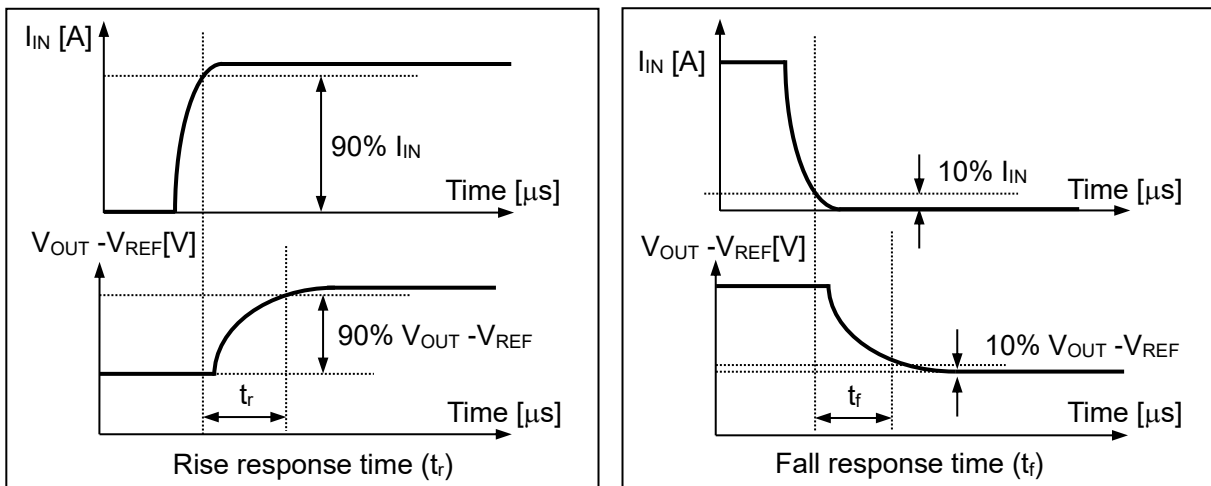 I_IN [A]
90% I_IN
Time [μs]
V_OUT -V_REF[V]
90% V_OUT -V_REF
t_r
Time [μs]
Rise response time (t_r)
I_IN [A]
10% I_IN
Time [μs]
V_OUT -V_REF[V]
10% V_OUT -V_REF
t_f
Time [μs]
Fall response time (t_f)